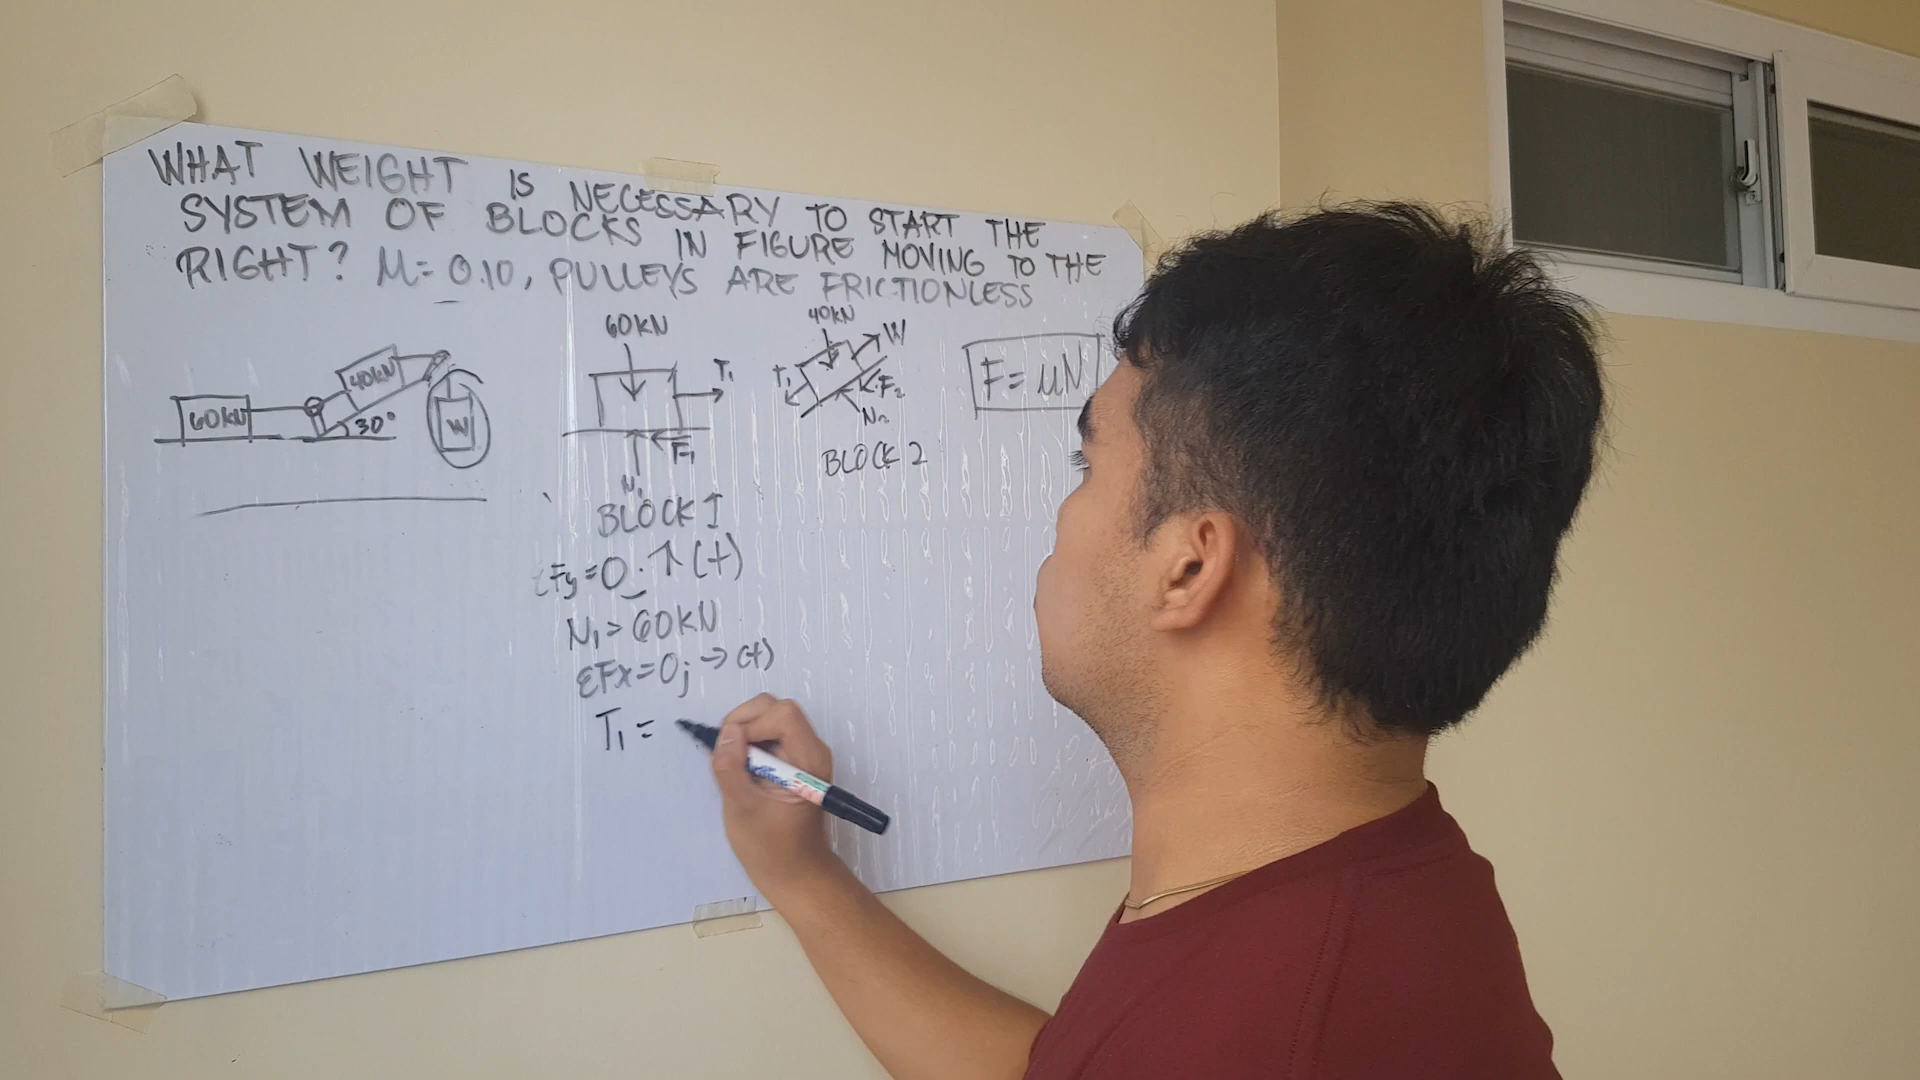 WHAT WEIGHT IS NECESSARY TO START THE
SYSTEM OF BLOCKS IN FIGURE MOVING TO THE
RIGHT? M= 0.10, PULLEYS ARE FRICTIONLESS
60KN
40KN
30°
W
60KN
T₁
F₁
N₁
BLOCK I
40KN
W
T₁
F₂
N₂
BLOCK 2
F= μN
ΣFy=0; ↑ (+)
N₁ = 60KN
ΣFx=0; → (+)
T₁ =